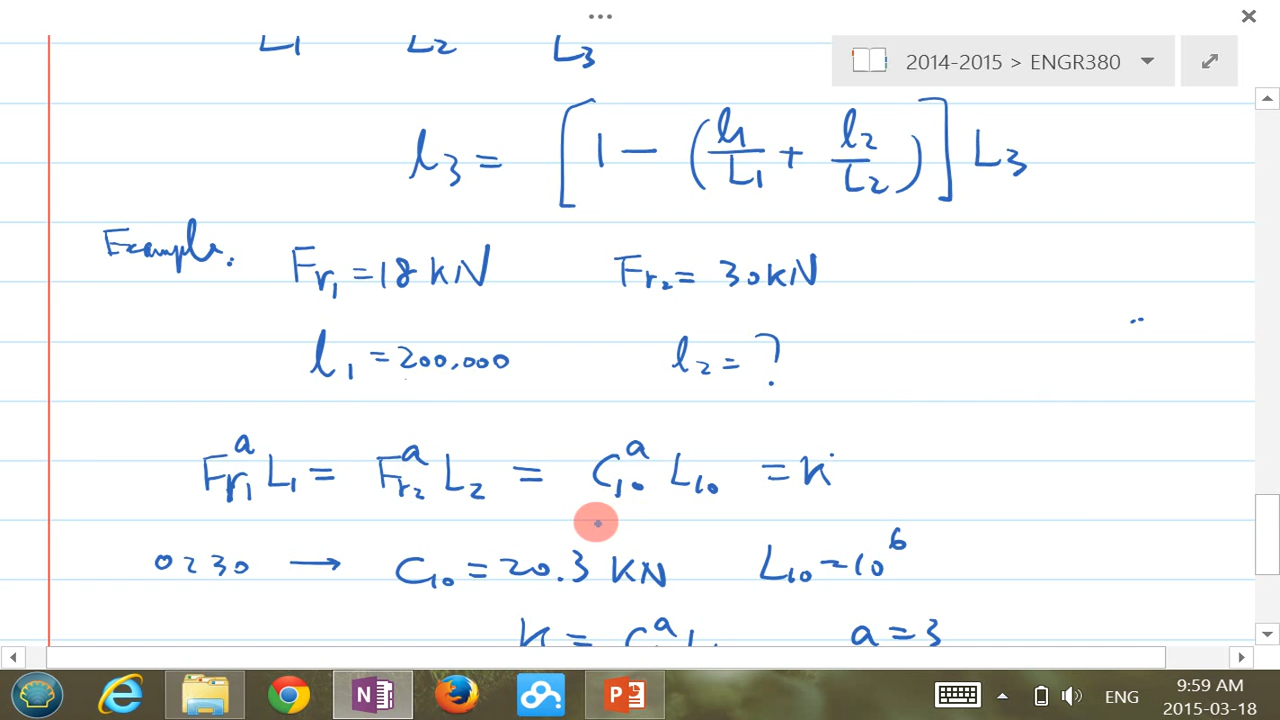 L1 L2 L3
2014-2015 > ENGR380
l3 = [1 - (l1/L1 + l2/L2)] L3
Example.
Fr1 = 18 kN Fr2 = 30 kN
l1 = 200,000 l2 = ?
Fr1^a L1 = Fr2^a L2 = C10^a L10 = K
0230 → C10 = 20.3 KN L10 = 10^6
K = C a L a = 3
ENG
9:59 AM
2015-03-18